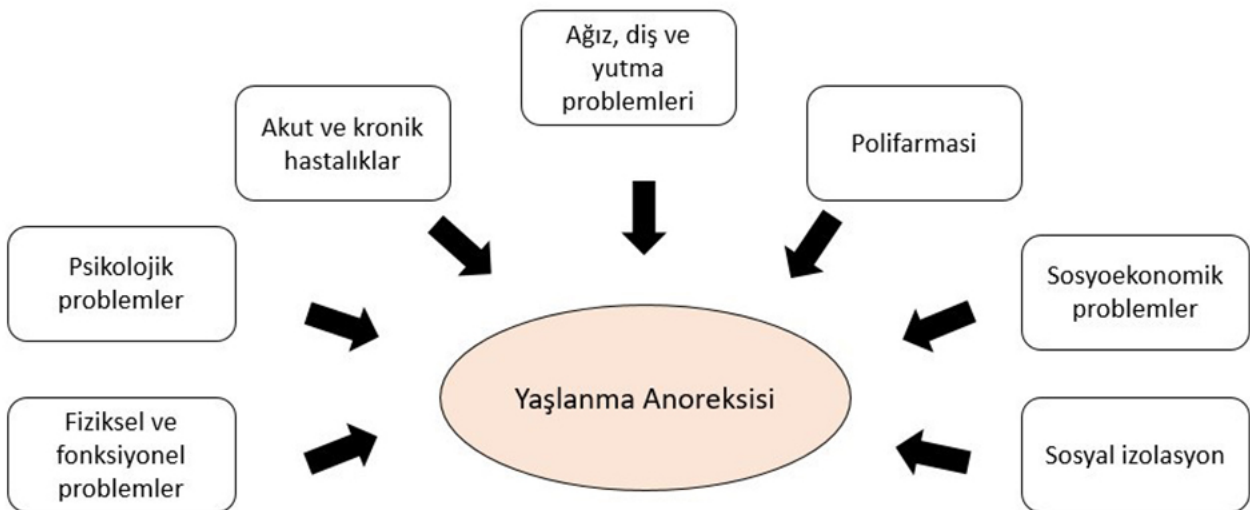 Ağız, diş ve
yutma
problemleri
Akut ve kronik
hastalıklar
Polifarmasi
Psikolojik
problemler
Sosyoekonomik
problemler
Yaşlanma Anoreksisi
Fiziksel ve
fonksiyonel
problemler
Sosyal izolasyon